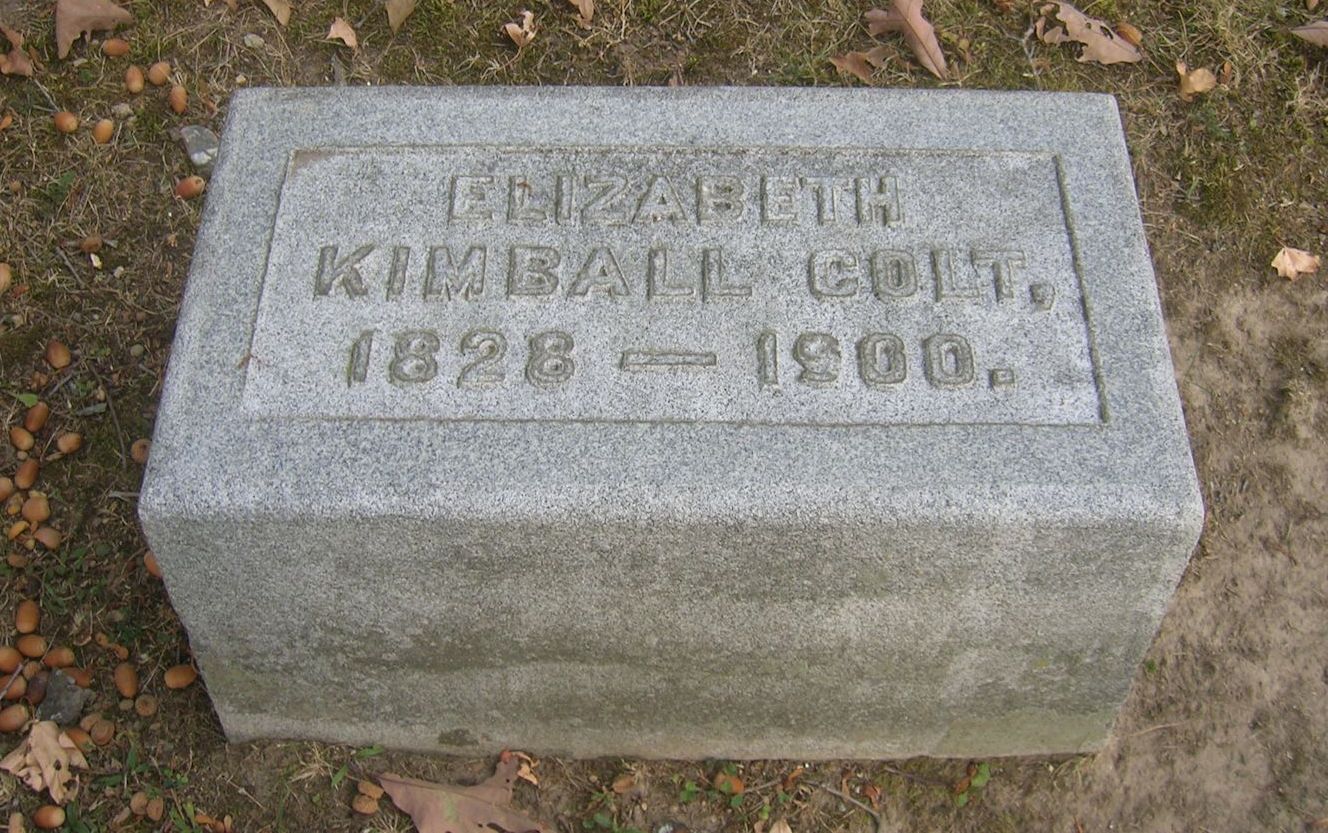 ELIZABETH
KIMBALL COLT,
1828 — 1900.